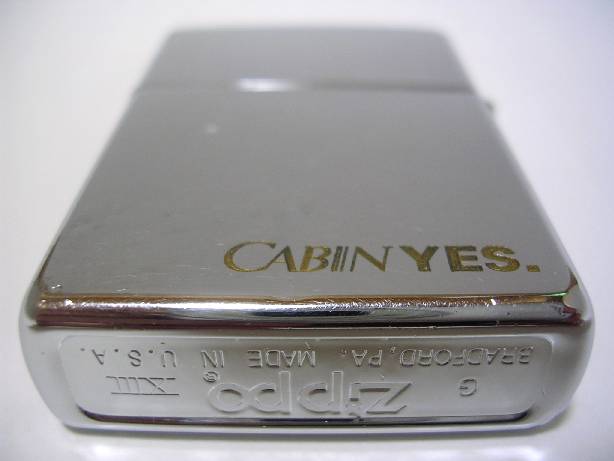 CABIN YES.
G Zippo® XIII
BRADFORD, PA. MADE IN U.S.A.